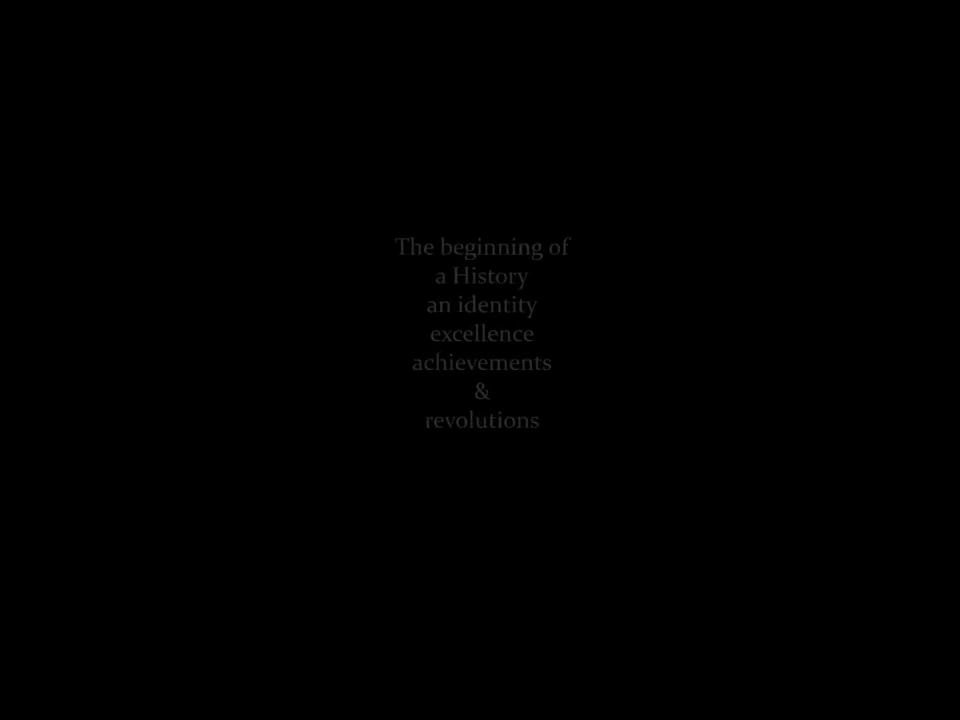 The beginning of
a History
an identity
excellence
achievements
&
revolutions